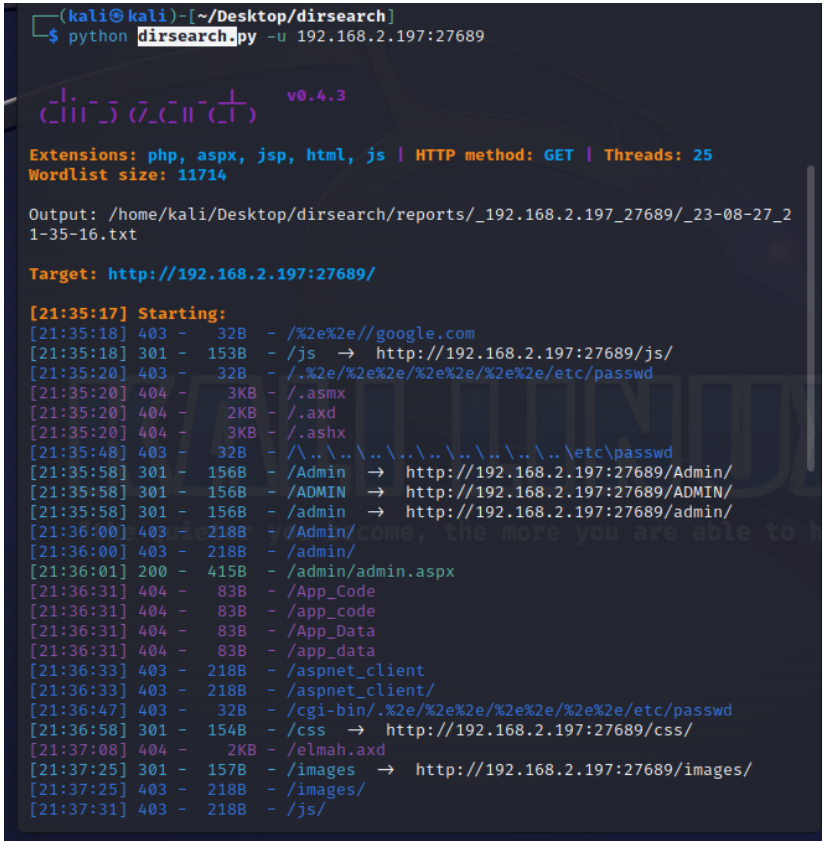 ┌──(kali㉿kali)-[~/Desktop/dirsearch]
└─$ python dirsearch.py -u 192.168.2.197:27689
v0.4.3
Extensions: php, aspx, jsp, html, js | HTTP method: GET | Threads: 25
Wordlist size: 11714
Output: /home/kali/Desktop/dirsearch/reports/_192.168.2.197_27689/_23-08-27_2
1-35-16.txt
Target: http://192.168.2.197:27689/
[21:35:17] Starting:
[21:35:18] 403 -   32B  - /%2e%2e//google.com
[21:35:18] 301 -  153B  - /js  →  http://192.168.2.197:27689/js/
[21:35:20] 403 -   32B  - /.%2e/%2e%2e/%2e%2e/%2e%2e/etc/passwd
[21:35:20] 404 -    3KB - /.asmx
[21:35:20] 404 -    2KB - /.axd
[21:35:20] 404 -    3KB - /.ashx
[21:35:48] 403 -   32B  - /\..\..\..\..\..\..\..\..\..\etc\passwd
[21:35:58] 301 -  156B  - /Admin  →  http://192.168.2.197:27689/Admin/
[21:35:58] 301 -  156B  - /ADMIN  →  http://192.168.2.197:27689/ADMIN/
[21:35:58] 301 -  156B  - /admin  →  http://192.168.2.197:27689/admin/
[21:36:00] 403 -  218B  - /Admin/
[21:36:00] 403 -  218B  - /admin/
[21:36:01] 200 -  415B  - /admin/admin.aspx
[21:36:31] 404 -   83B  - /App_Code
[21:36:31] 404 -   83B  - /app_code
[21:36:31] 404 -   83B  - /App_Data
[21:36:31] 404 -   83B  - /app_data
[21:36:33] 403 -  218B  - /aspnet_client
[21:36:33] 403 -  218B  - /aspnet_client/
[21:36:47] 403 -   32B  - /cgi-bin/.%2e/%2e%2e/%2e%2e/%2e%2e/etc/passwd
[21:36:58] 301 -  154B  - /css  →  http://192.168.2.197:27689/css/
[21:37:08] 404 -    2KB - /elmah.axd
[21:37:25] 301 -  157B  - /images  →  http://192.168.2.197:27689/images/
[21:37:25] 403 -  218B  - /images/
[21:37:31] 403 -  218B  - /js/